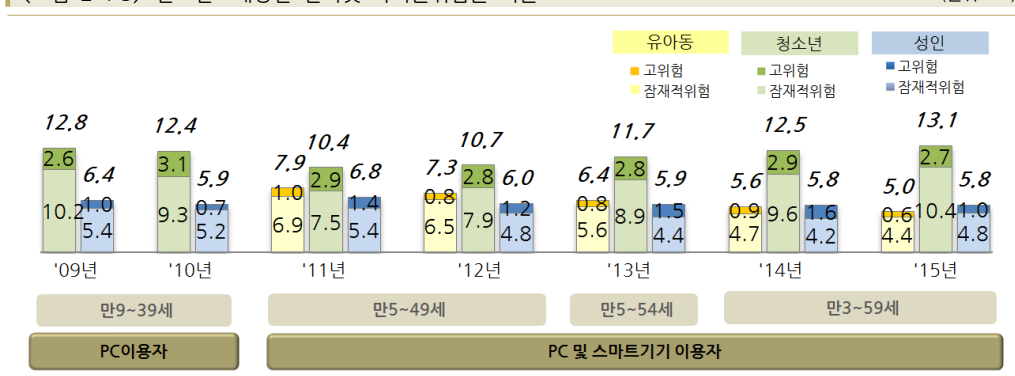 유아동 청소년 성인
고위험 고위험 고위험
잠재적위험 잠재적위험 잠재적위험
12.8 6.4 12.4 5.9 7.9 10.4 6.8 7.3 10.7 6.0 6.4 11.7 5.9 5.6 12.5 5.8 5.0 13.1 5.8
2.6 1.0 3.1 0.7 1.0 2.9 1.4 0.8 2.8 1.2 0.8 2.8 1.5 0.9 2.9 1.6 0.6 2.7 1.0
10.2 5.4 9.3 5.2 6.9 7.5 5.4 6.5 7.9 4.8 5.6 8.9 4.4 4.7 9.6 4.2 4.4 10.4 4.8
'09년 '10년 '11년 '12년 '13년 '14년 '15년
만9~39세 만5~49세 만5~54세 만3~59세
PC이용자 PC 및 스마트기기 이용자